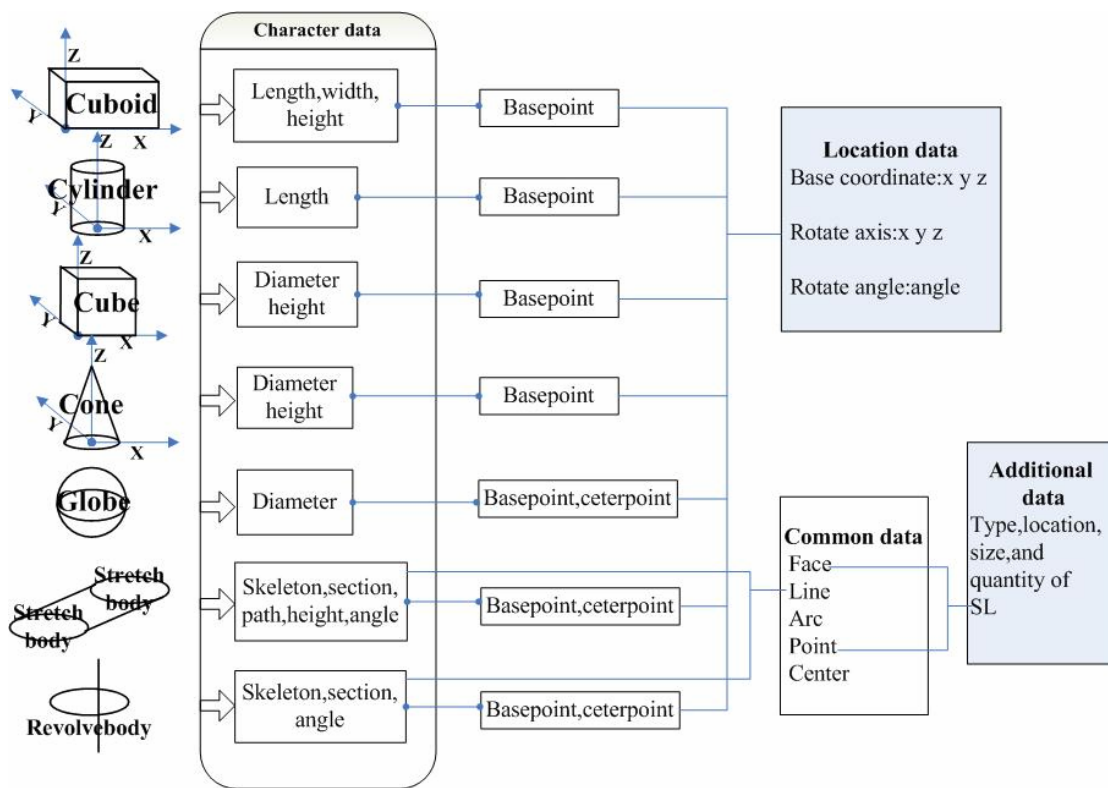 Character data
Z
Cuboid
Y
X
Length,width,
height
Basepoint
Z
Cylinder
Y
X
Length
Basepoint
Z
Cube
Y
X
Diameter
height
Basepoint
Z
Cone
Y
X
Diameter
height
Basepoint
Globe
Diameter
Basepoint,ceterpoint
Stretch
body
Stretch
body
Skeleton,section,
path,height,angle
Basepoint,ceterpoint
Revolvebody
Skeleton,section,
angle
Basepoint,ceterpoint
Location data
Base coordinate:x y z
Rotate axis:x y z
Rotate angle:angle
Common data
Face
Line
Arc
Point
Center
Additional
data
Type,location,
size,and
quantity of
SL